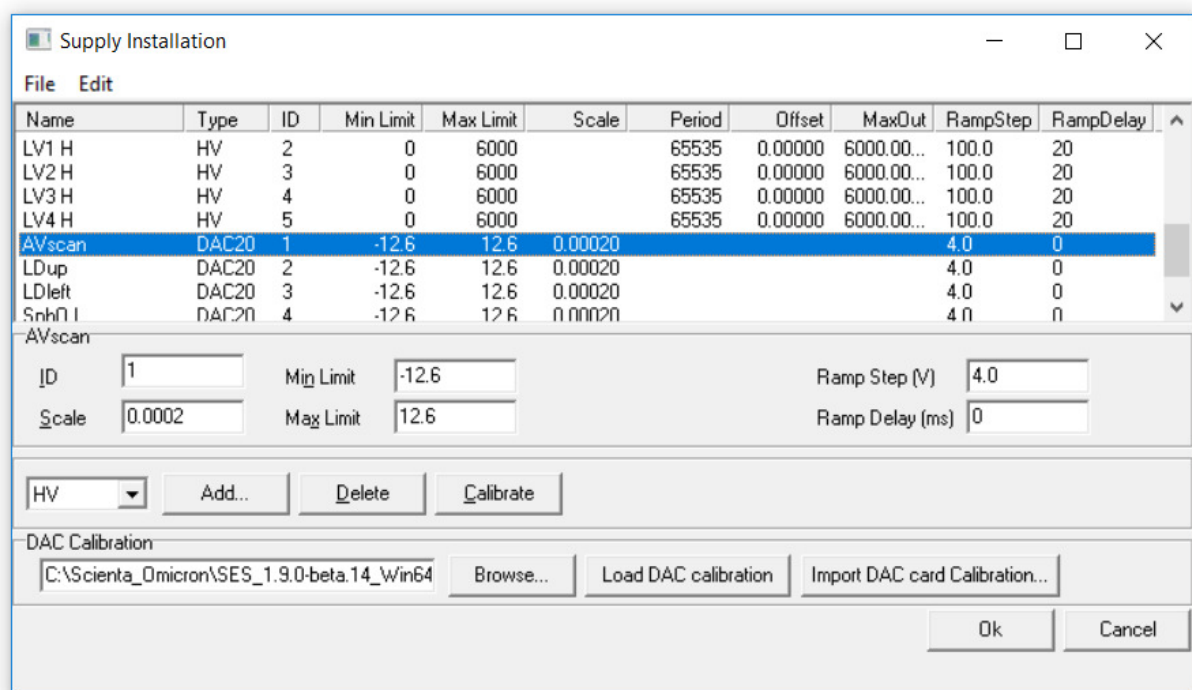 Supply Installation
File Edit
Name Type ID Min Limit Max Limit Scale Period Offset MaxOut RampStep RampDelay
LV1 H HV 2 0 6000 65535 0.00000 6000.00... 100.0 20
LV2 H HV 3 0 6000 65535 0.00000 6000.00... 100.0 20
LV3 H HV 4 0 6000 65535 0.00000 6000.00... 100.0 20
LV4 H HV 5 0 6000 65535 0.00000 6000.00... 100.0 20
AVscan DAC20 1 -12.6 12.6 0.00020 4.0 0
LDup DAC20 2 -12.6 12.6 0.00020 4.0 0
LDleft DAC20 3 -12.6 12.6 0.00020 4.0 0
DAC20 4 -12.6 12.6 0.00020 4.0 0
AVscan
ID 1 Min Limit -12.6 Ramp Step (V) 4.0
Scale 0.0002 Max Limit 12.6 Ramp Delay (ms) 0
HV Add... Delete Calibrate
DAC Calibration
C:\Scienta_Omicron\SES_1.9.0-beta.14_Win64 Browse... Load DAC calibration Import DAC card Calibration...
Ok Cancel